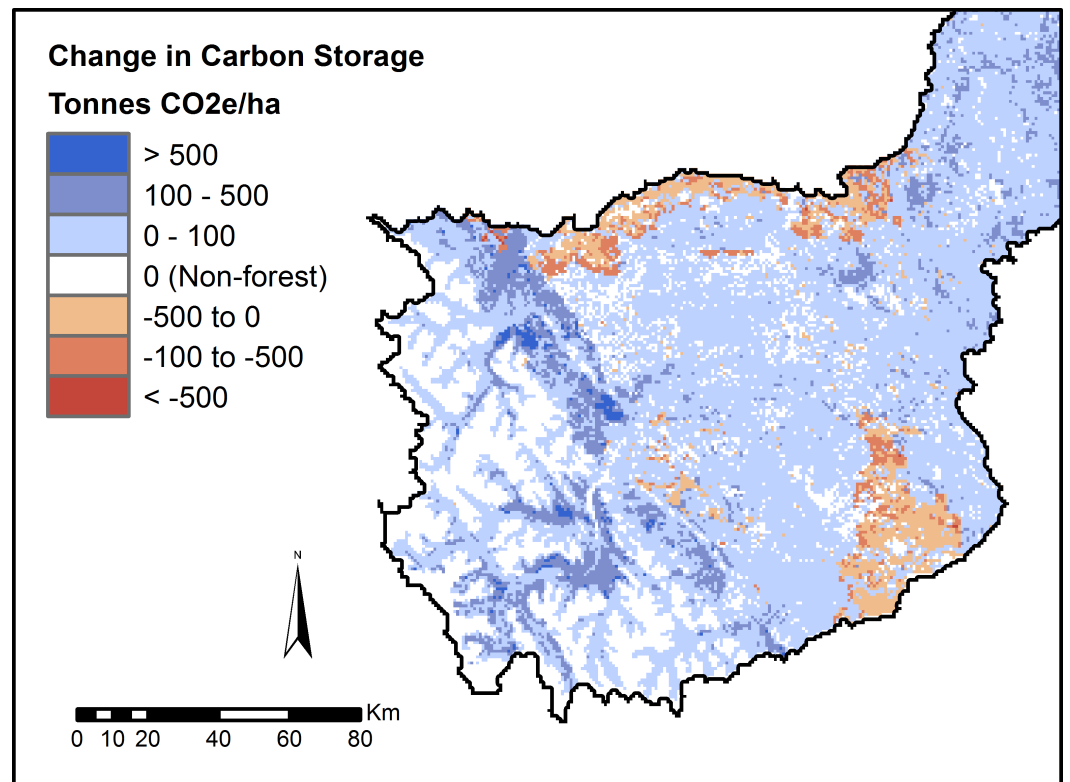 Change in Carbon Storage
Tonnes CO2e/ha
> 500
100 - 500
0 - 100
0 (Non-forest)
-500 to 0
-100 to -500
< -500
N
Km
0 10 20 40 60 80